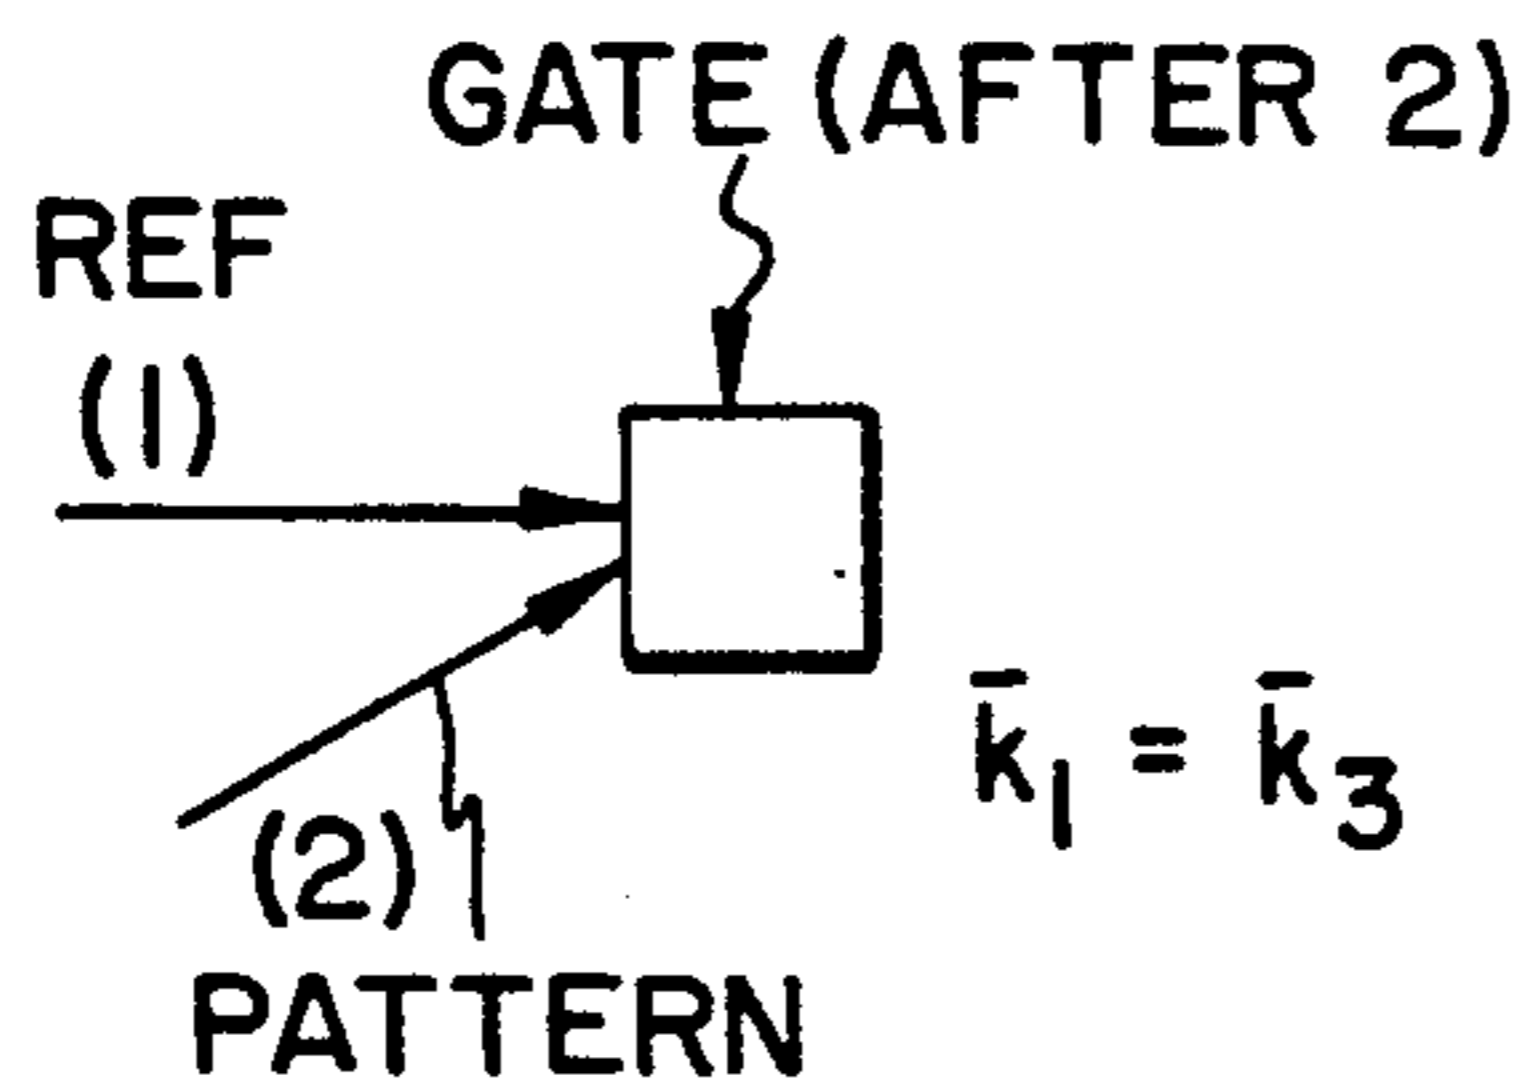 GATE (AFTER 2)
REF
(1)
k̄₁ = k̄₃
(2)
PATTERN